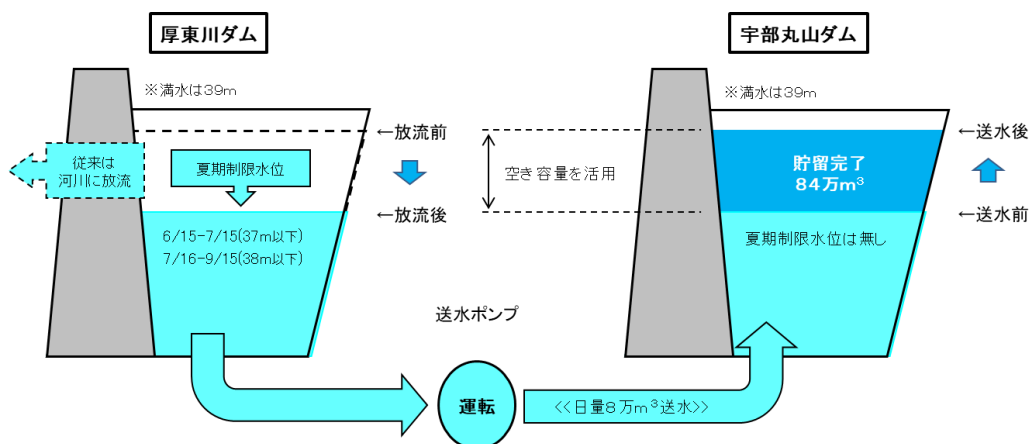 厚東川ダム
宇部丸山ダム
※満水は39m
※満水は39m
←放流前
←送水後
従来は
河川に放流
夏期制限水位
空き容量を活用
貯留完了
84万m³
←放流後
←送水前
6/15-7/15(37m以下)
7/16-9/15(38m以下)
夏期制限水位は無し
送水ポンプ
運転
<<日量8万m³送水>>